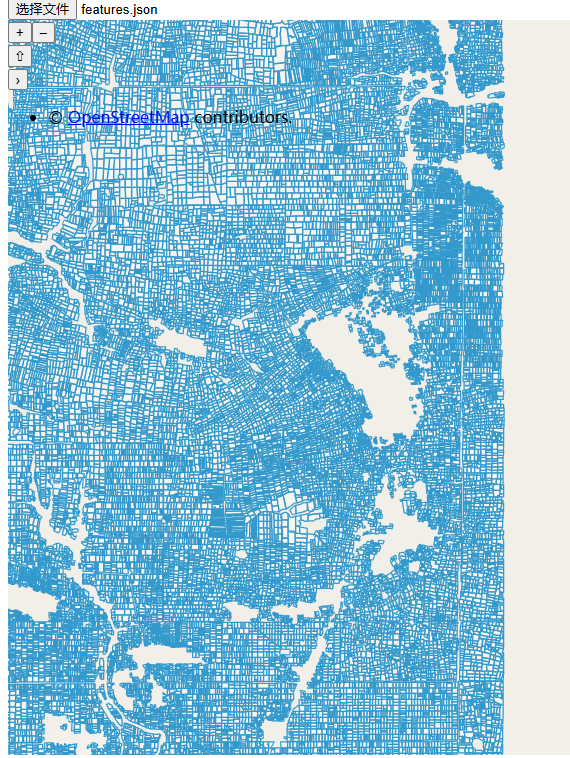 选择文件 features.json
+ –
⇧
›
© OpenStreetMap contributors.